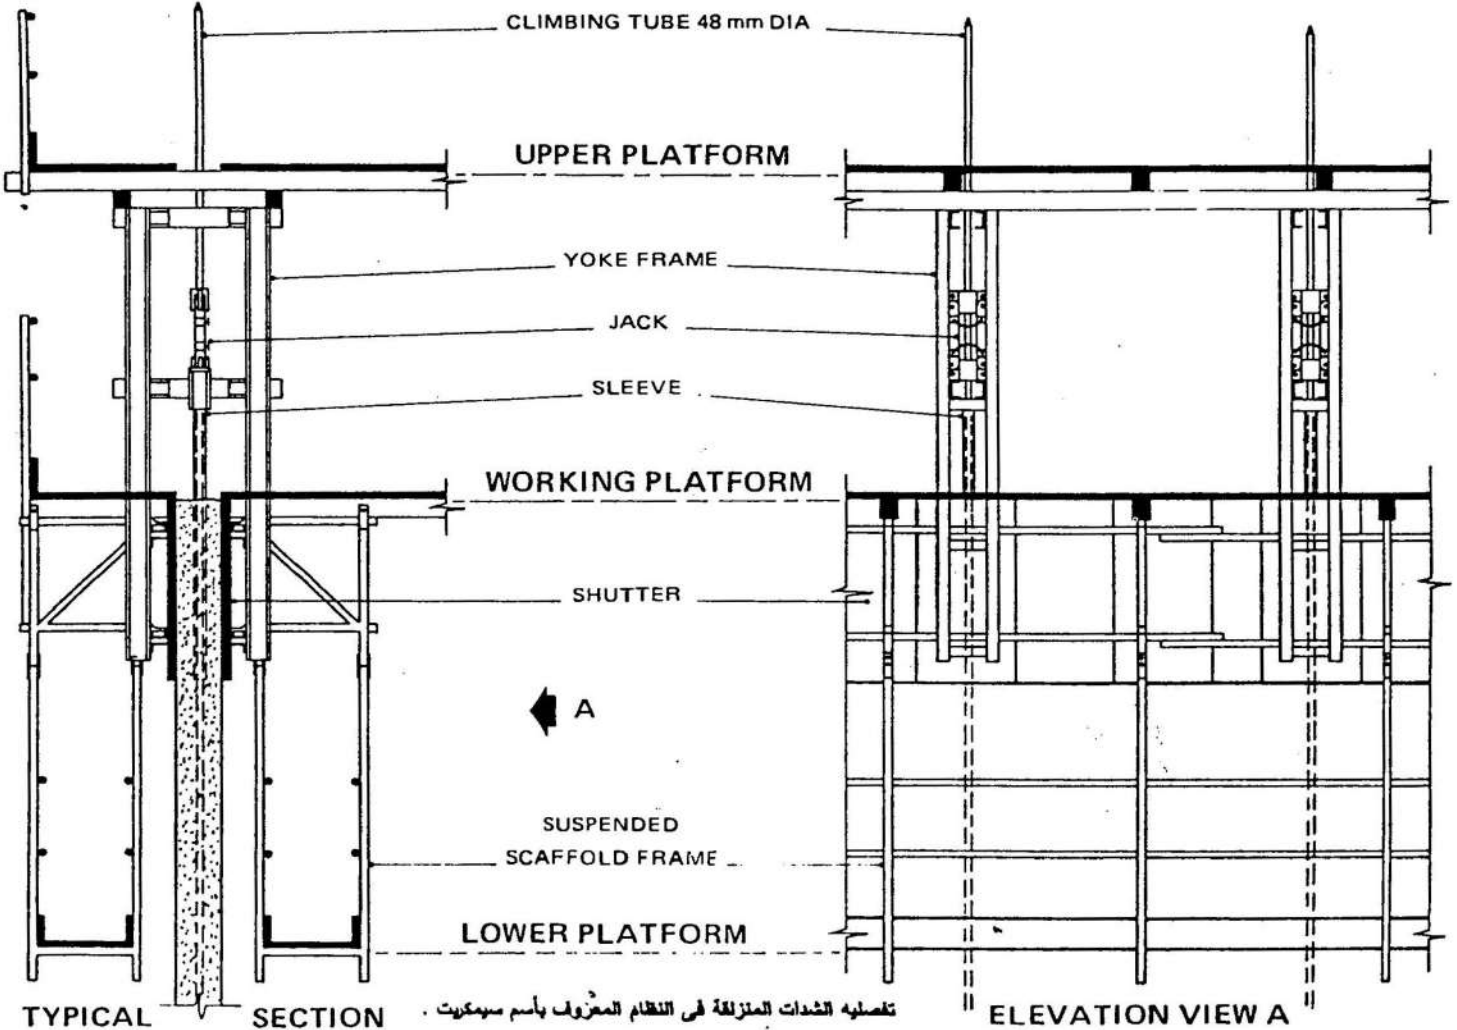 CLIMBING TUBE 48 mm DIA
UPPER PLATFORM
YOKE FRAME
JACK
SLEEVE
WORKING PLATFORM
SHUTTER
A
SUSPENDED
SCAFFOLD FRAME
LOWER PLATFORM
TYPICAL SECTION
تفصليه الشدات المنزلقة فى النظام المعروف بأسم سيمكريت .
ELEVATION VIEW A